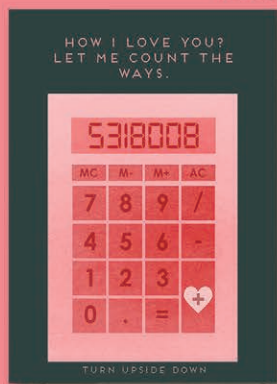 HOW I LOVE YOU?
LET ME COUNT THE
WAYS.
5318008
MC M- M+ AC
7 8 9 /
4 5 6 -
1 2 3 +
0 . =
TURN UPSIDE DOWN